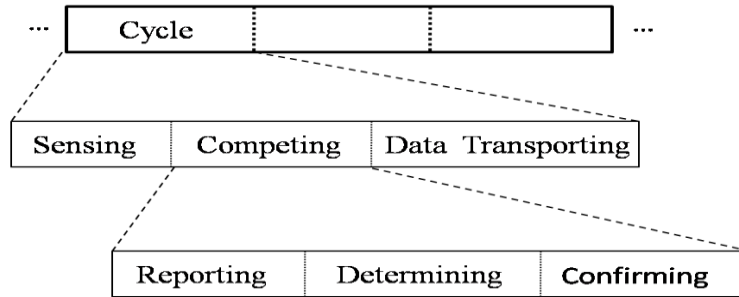 ... Cycle ...
Sensing Competing Data Transporting
Reporting Determining Confirming